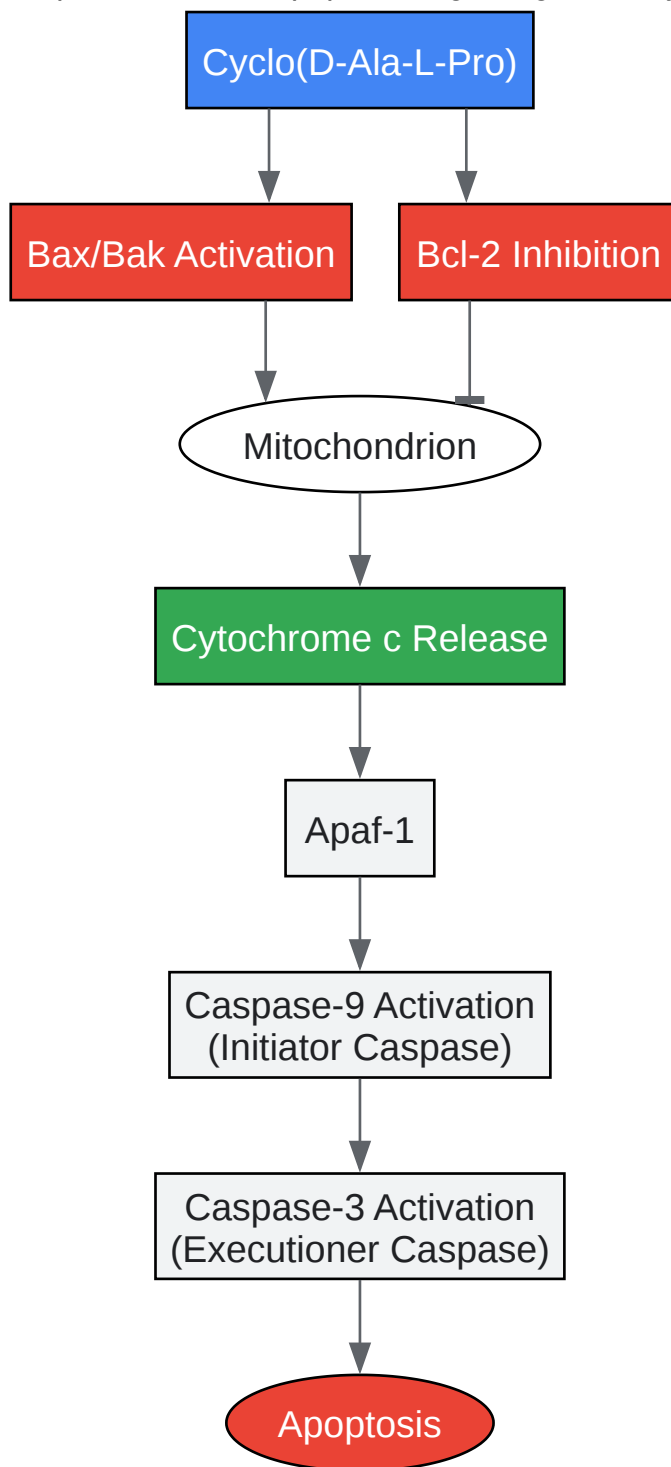 Cyclo(D-Ala-L-Pro)
Bax/Bak Activation
Bcl-2 Inhibition
Mitochondrion
Cytochrome c Release
Apaf-1
Caspase-9 Activation
(Initiator Caspase)
Caspase-3 Activation
(Executioner Caspase)
Apoptosis